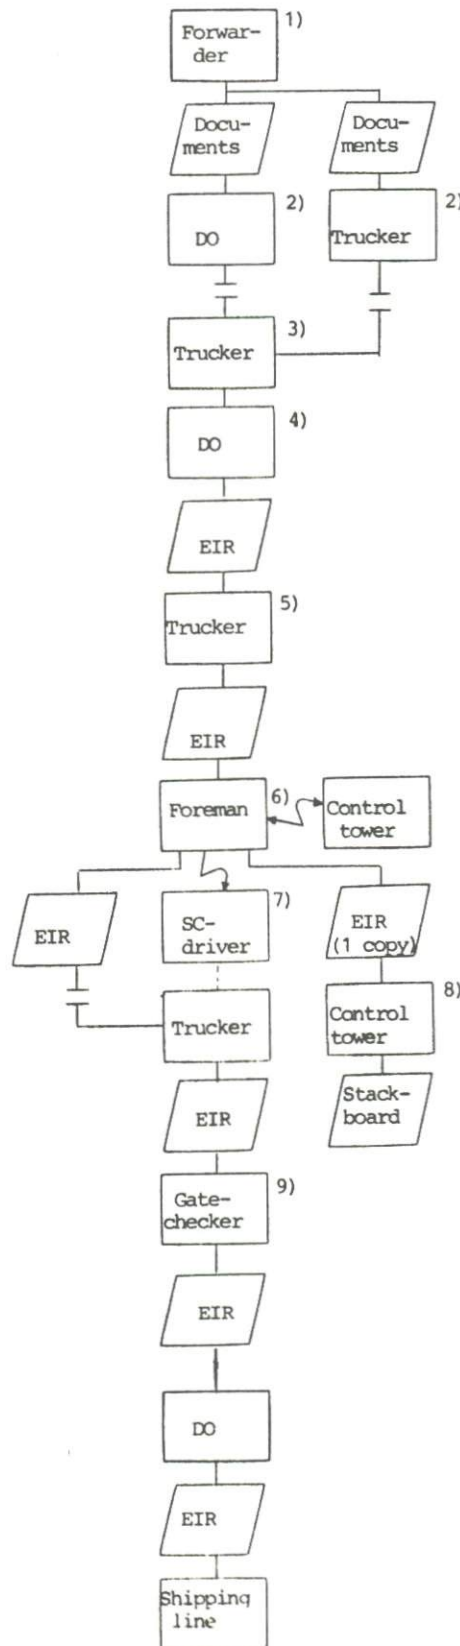 1)
Forwar-
der
Docu-
ments
Docu-
ments
2)
DO
2)
Trucker
3)
Trucker
4)
DO
EIR
5)
Trucker
EIR
6)
Foreman
Control
tower
EIR
7)
SC-
driver
EIR
(1 copy)
Trucker
8)
Control
tower
EIR
Stack-
board
9)
Gate-
checker
EIR
DO
EIR
Shipping
line